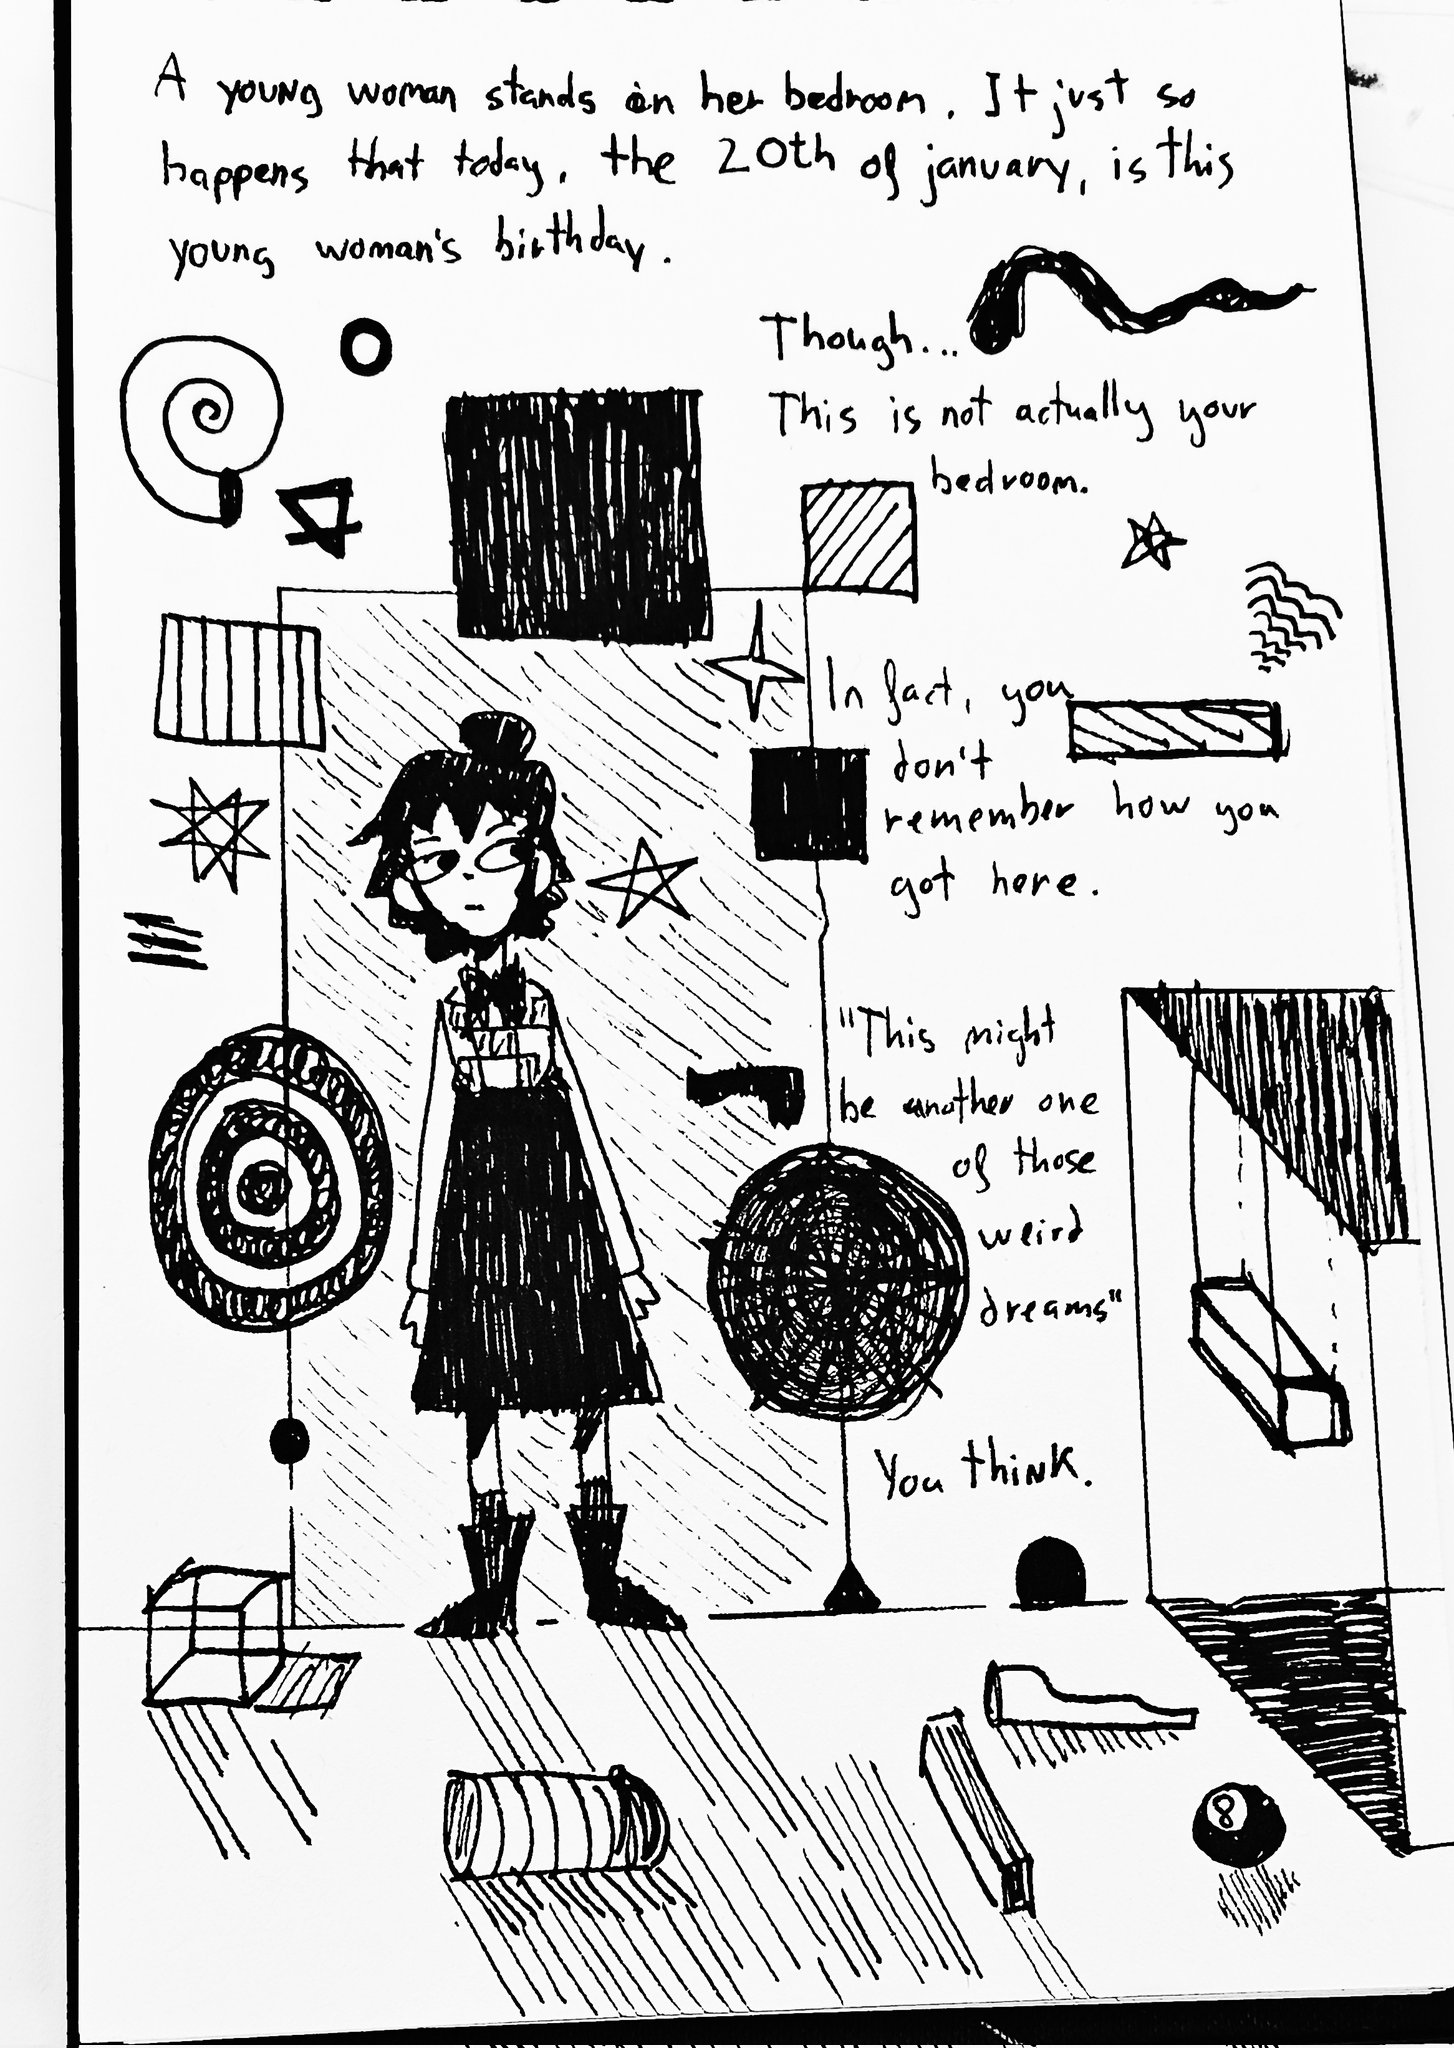 A young woman stands in her bedroom. It just so
happens that today, the 20th of january, is this
young woman's birthday.
Though...
This is not actually your
bedroom.
In fact, you
don't
remember how you
got here.
"This might
be another one
of those
weird
dreams"
You think.
8